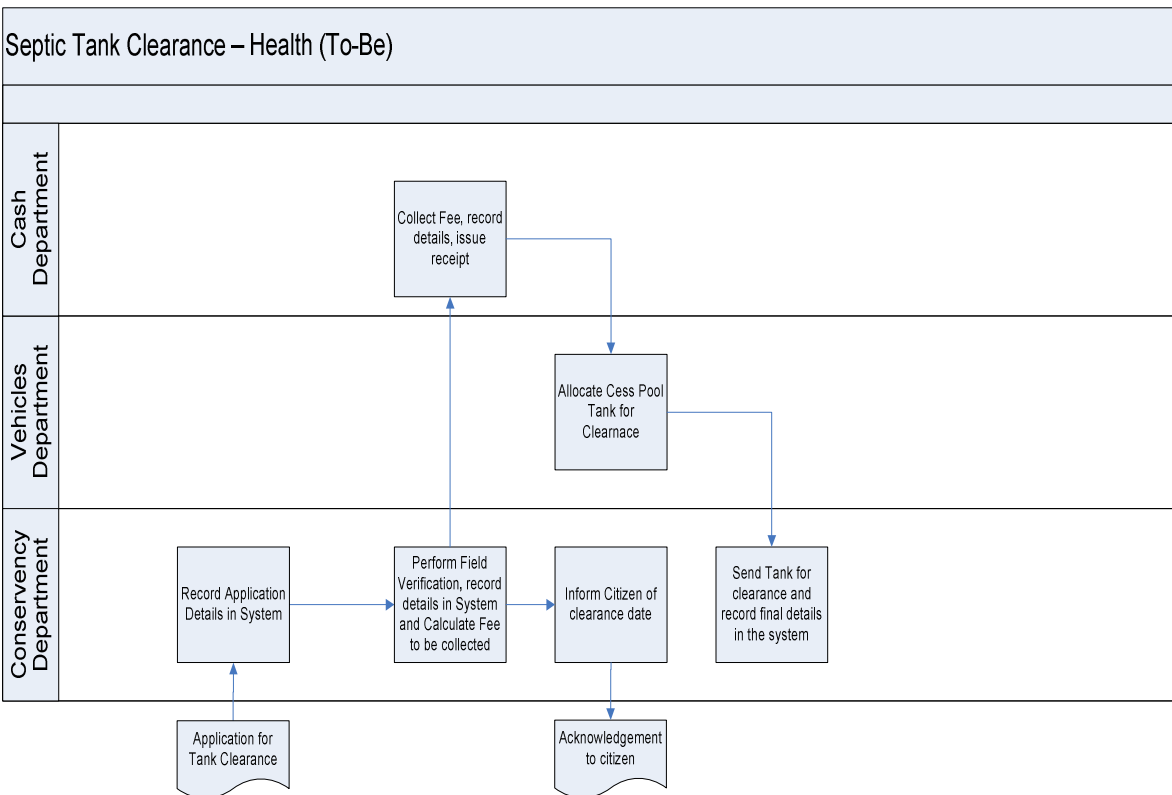 Septic Tank Clearance – Health (To-Be)
Cash
Department
Collect Fee, record
details, issue
receipt
Vehicles
Department
Allocate Cess Pool
Tank for
Clearnace
Conservency
Department
Record Application
Details in System
Perform Field
Verification, record
details in System
and Calculate Fee
to be collected
Inform Citizen of
clearance date
Send Tank for
clearance and
record final details
in the system
Application for
Tank Clearance
Acknowledgement
to citizen